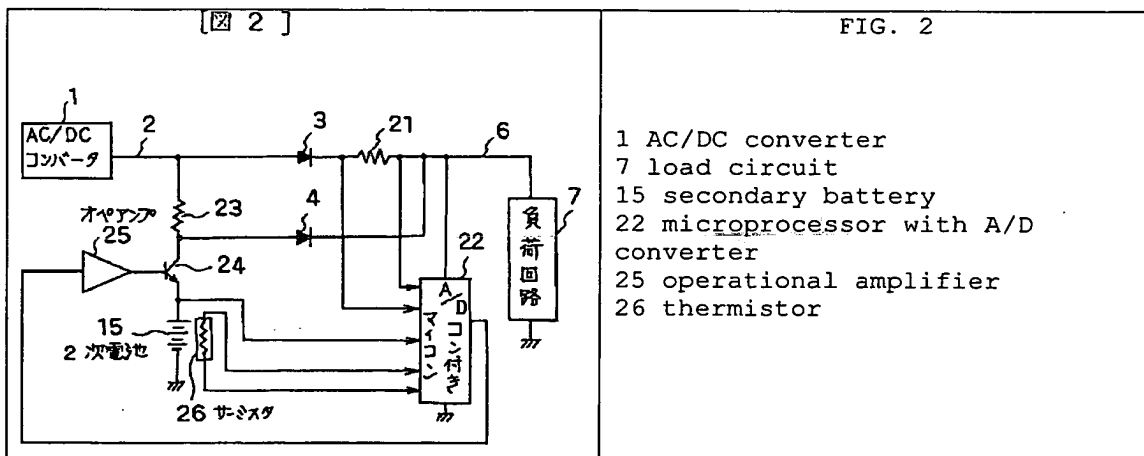 [図 2 ]
1
AC/DC
コンバータ
2
3
21
6
23
オペアンプ
25
4
24
22
7
負荷回路
A/D
コン付き
マイコン
15
2次電池
26 サーミスタ
FIG. 2
1 AC/DC converter
7 load circuit
15 secondary battery
22 microprocessor with A/D
converter
25 operational amplifier
26 thermistor